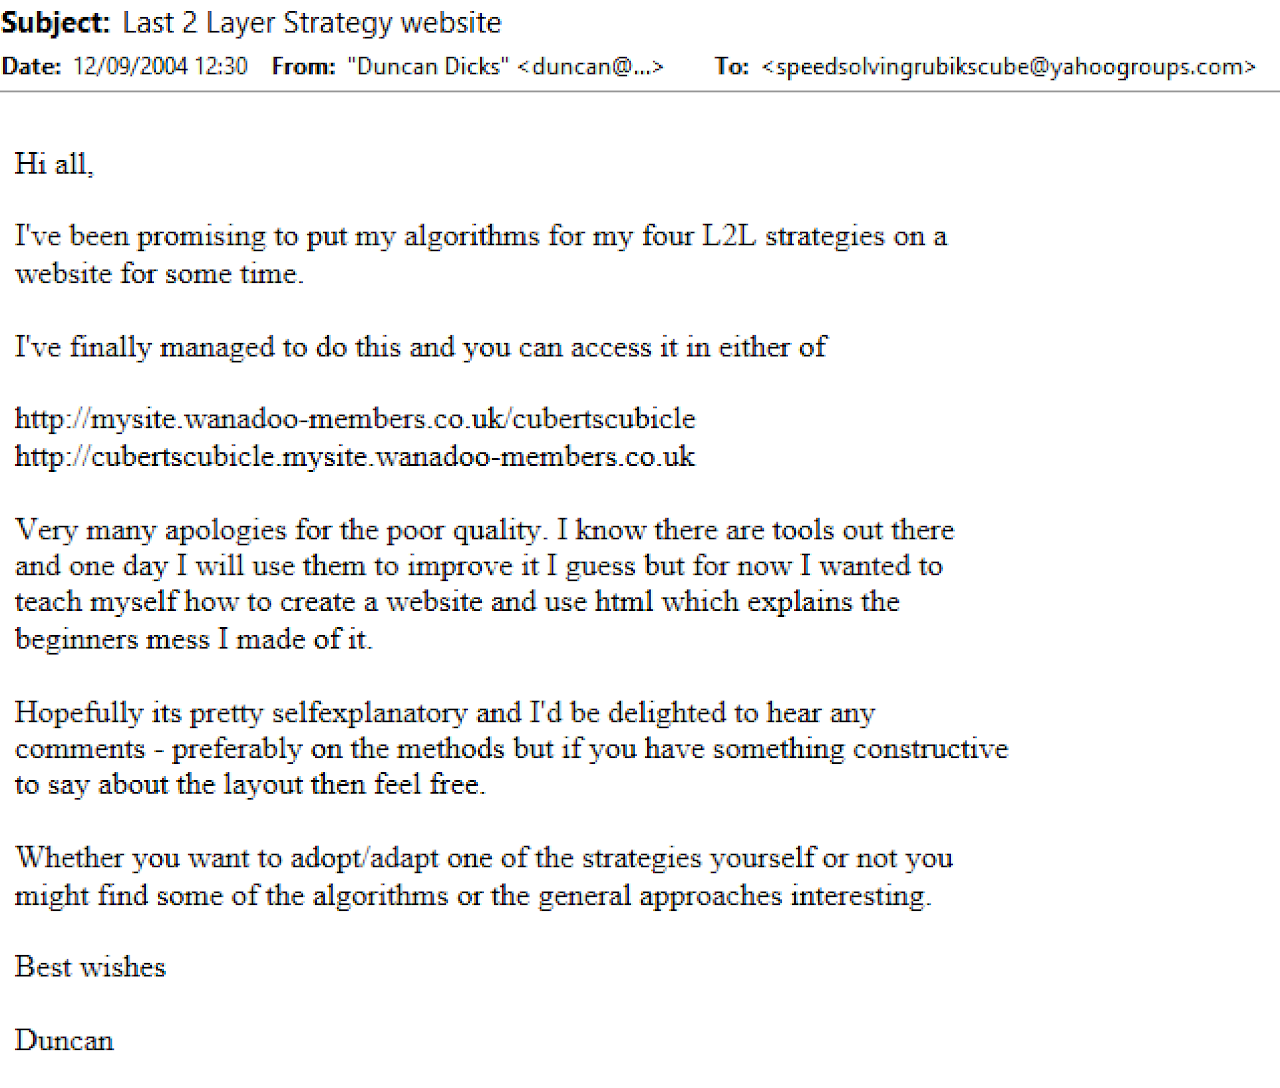 Subject: Last 2 Layer Strategy website
Date: 12/09/2004 12:30 From: "Duncan Dicks" <duncan@...> To: <speedsolvingrubikscube@yahoogroups.com>
Hi all,
I've been promising to put my algorithms for my four L2L strategies on a
website for some time.
I've finally managed to do this and you can access it in either of
http://mysite.wanadoo-members.co.uk/cubertscubicle
http://cubertscubicle.mysite.wanadoo-members.co.uk
Very many apologies for the poor quality. I know there are tools out there
and one day I will use them to improve it I guess but for now I wanted to
teach myself how to create a website and use html which explains the
beginners mess I made of it.
Hopefully its pretty selfexplanatory and I'd be delighted to hear any
comments - preferably on the methods but if you have something constructive
to say about the layout then feel free.
Whether you want to adopt/adapt one of the strategies yourself or not you
might find some of the algorithms or the general approaches interesting.
Best wishes
Duncan